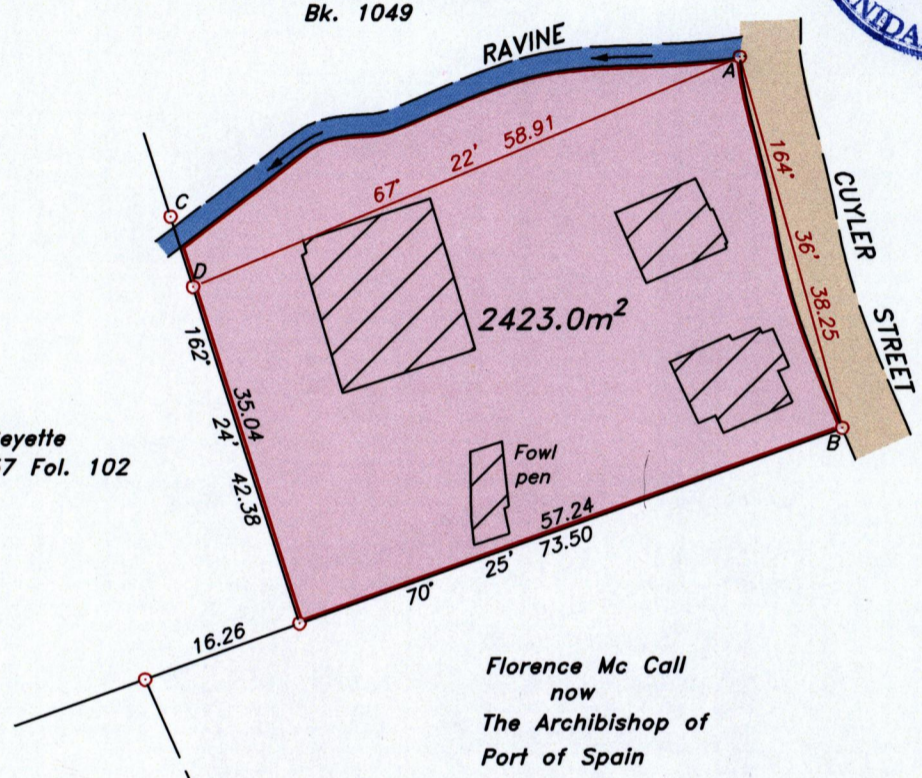 Bk. 1049
NIDA
RAVINE
A
67° 22' 58.91
164° 36' 38.25
CUYLER STREET
C
D
2423.0m²
162° 24'
35.04
42.38
eyette
7 Fol. 102
B
Fowl
pen
57.24
70° 25' 73.50
16.26
Florence Mc Call
now
The Archibishop of
Port of Spain